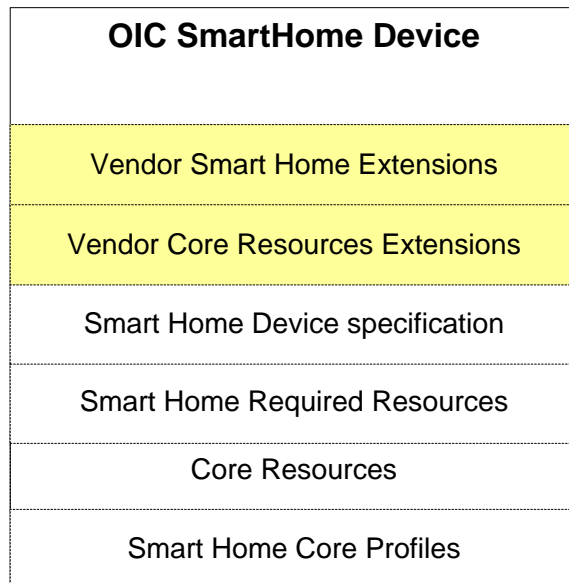 OIC SmartHome Device
Vendor Smart Home Extensions
Vendor Core Resources Extensions
Smart Home Device specification
Smart Home Required Resources
Core Resources
Smart Home Core Profiles